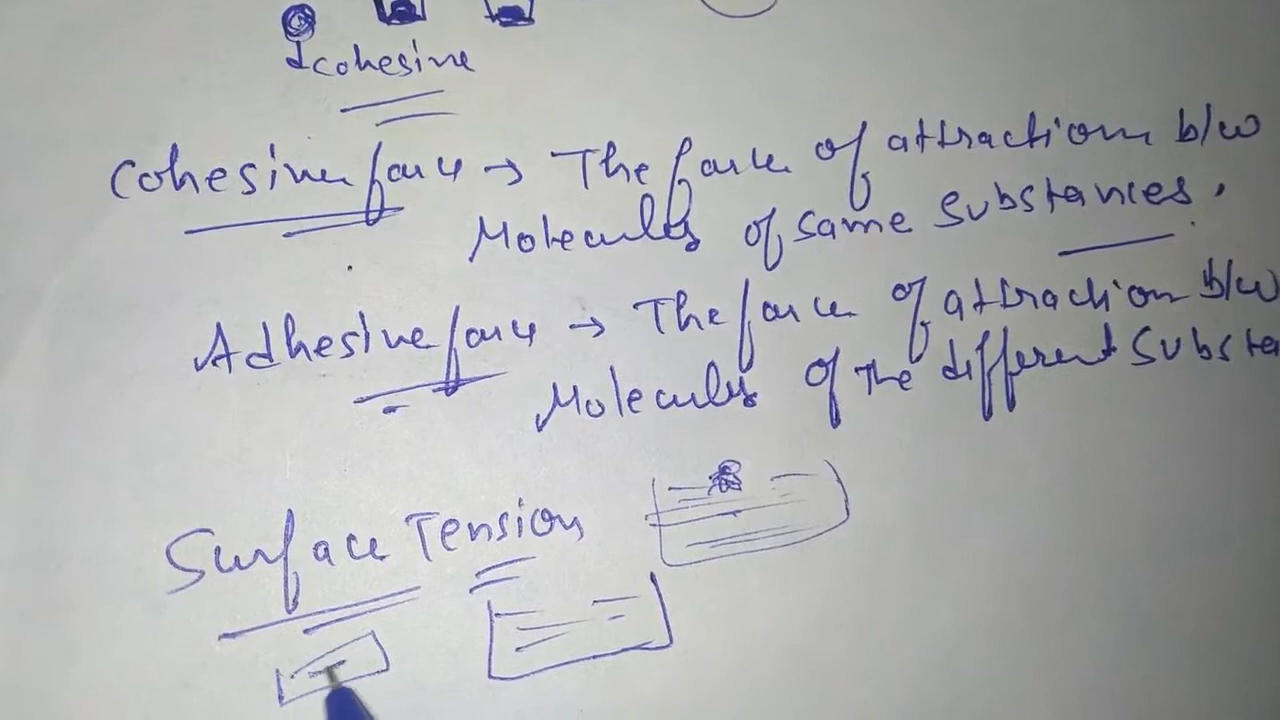 cohesive
Cohesive force → The force of attraction b/w
Molecules of same substances.
Adhesive force → The force of attraction b/w
Molecules of The different Substa
Surface Tension